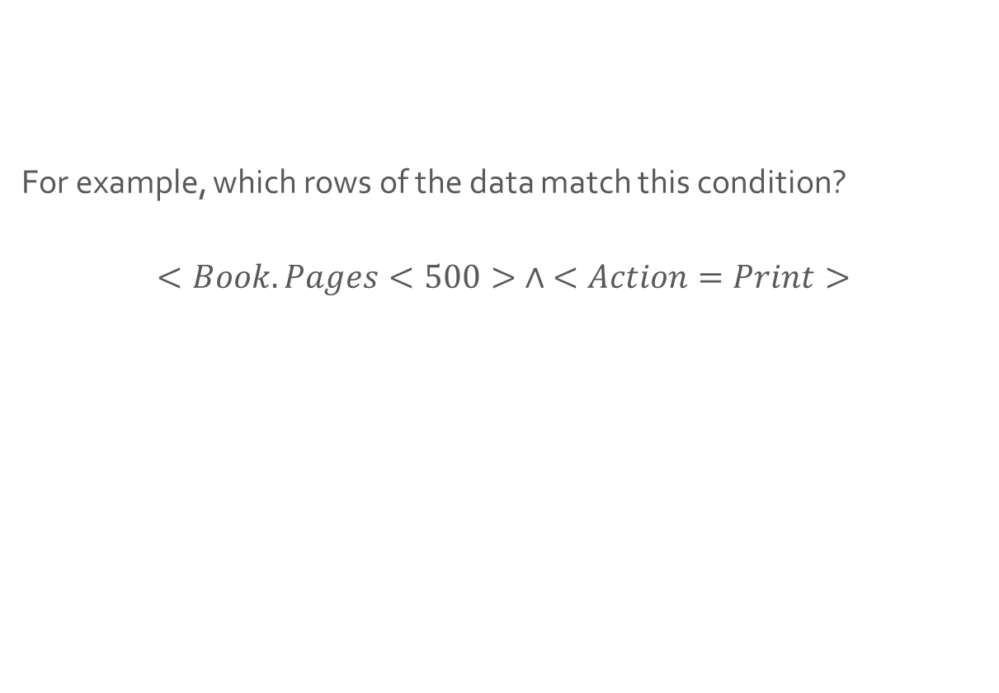 For example, which rows of the data match this condition?
< Book.Pages < 500 > ∧ < Action = Print >